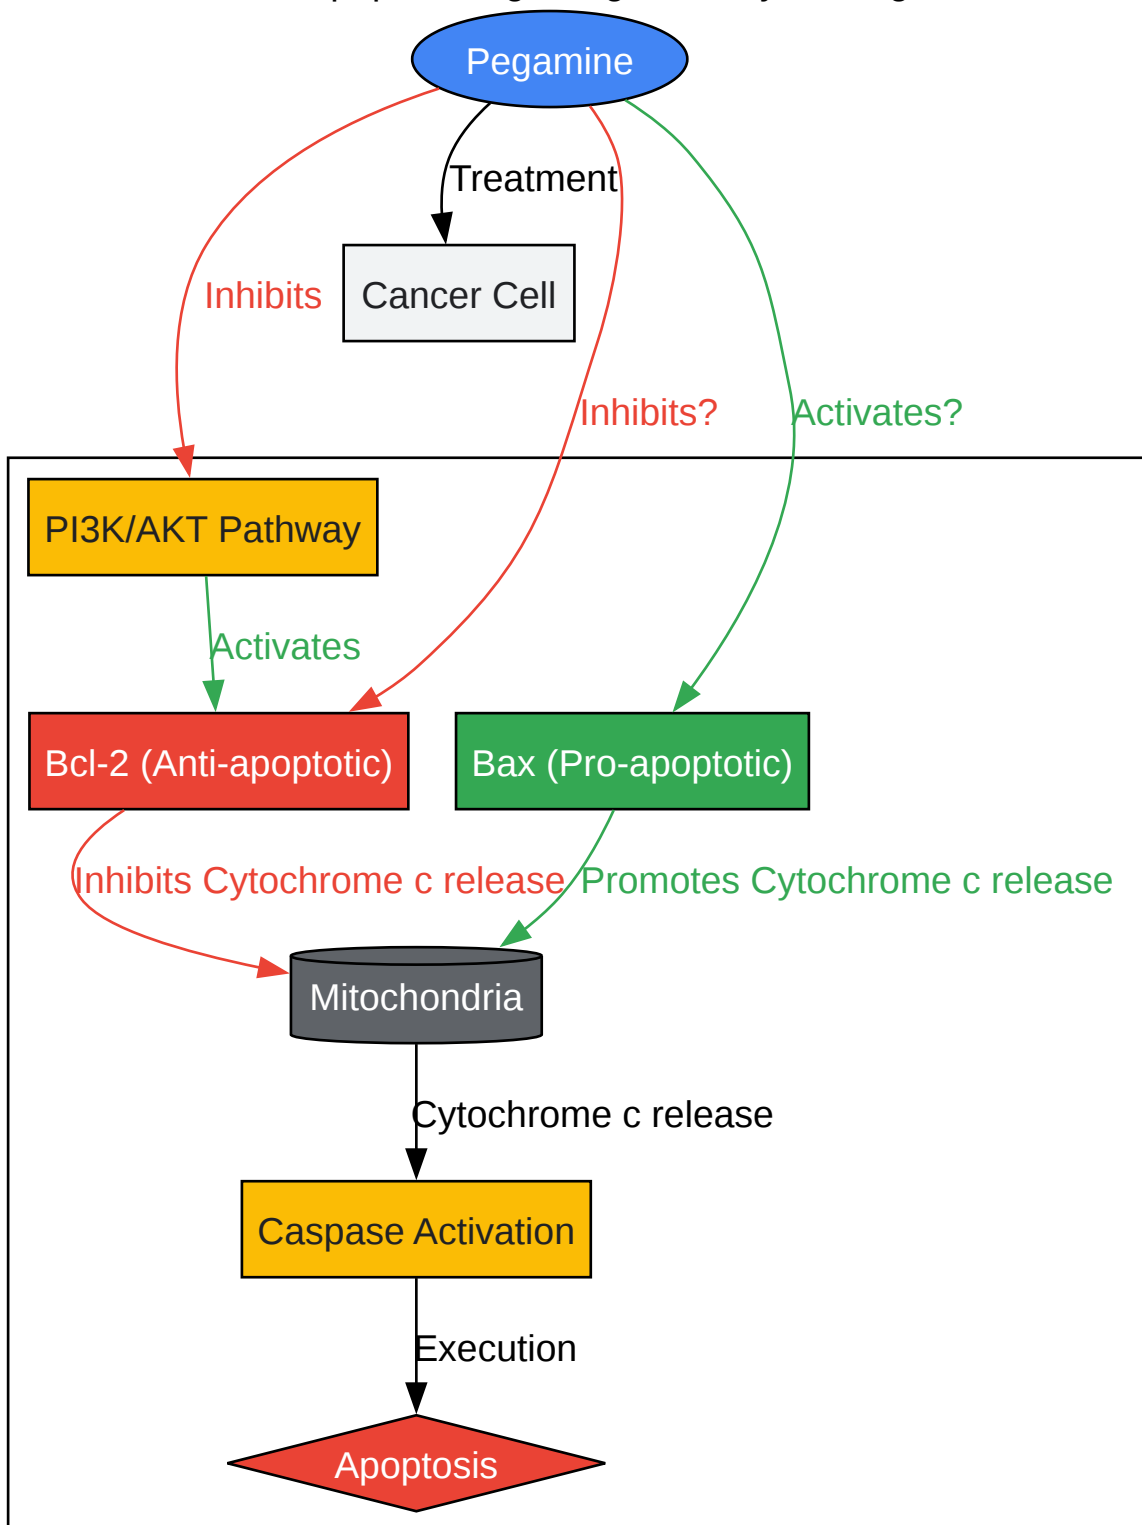 Pegamine
Treatment
Inhibits
Cancer Cell
Inhibits?
Activates?
PI3K/AKT Pathway
Activates
Bcl-2 (Anti-apoptotic)
Bax (Pro-apoptotic)
Inhibits Cytochrome c release
Promotes Cytochrome c release
Mitochondria
Cytochrome c release
Caspase Activation
Execution
Apoptosis